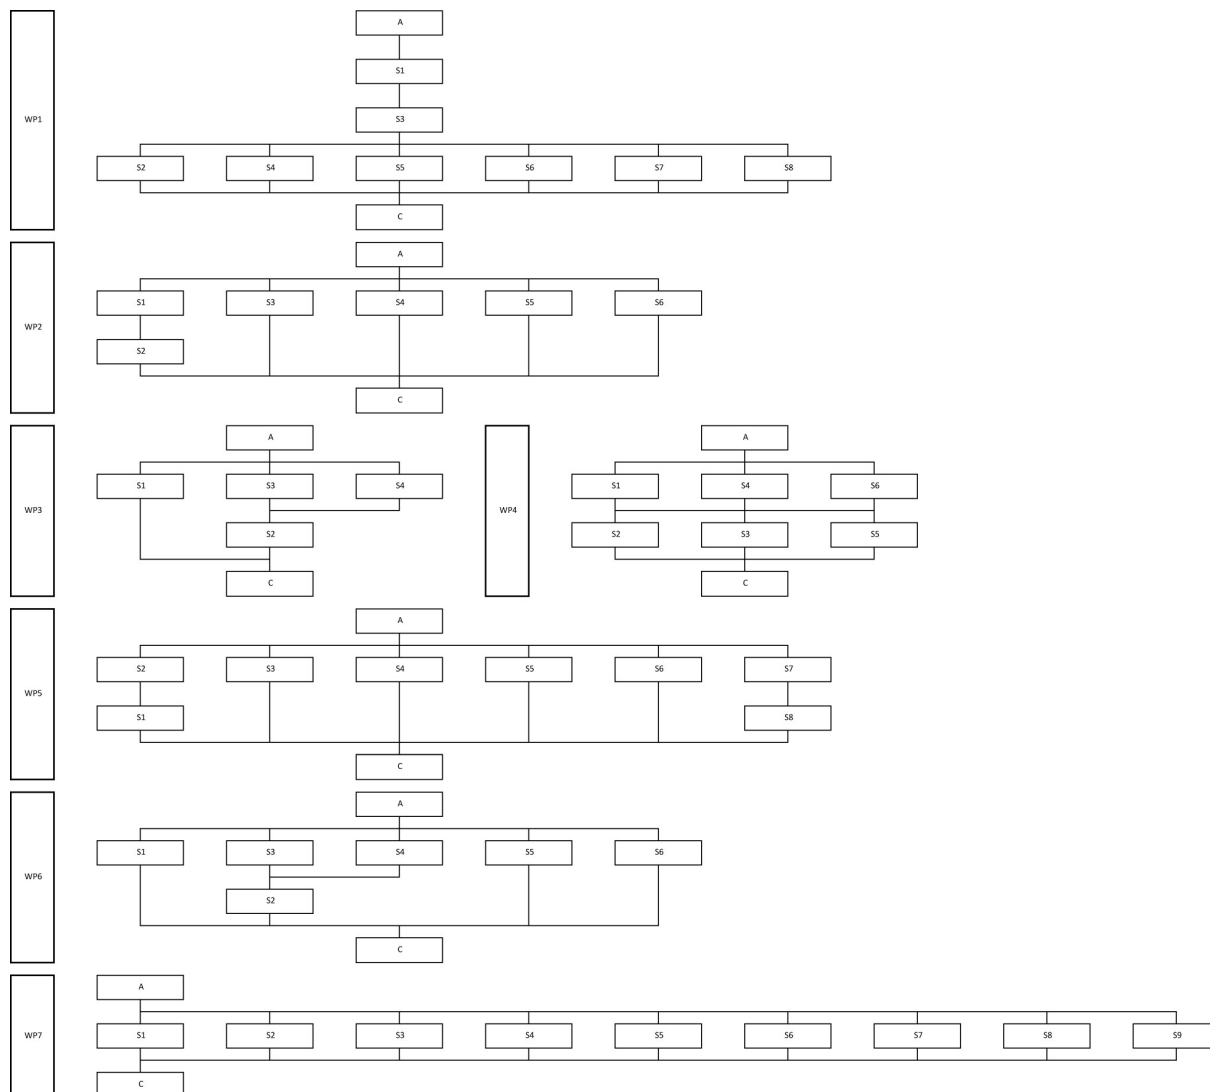 A
S1
WP1
S3
S2 S4 S5 S6 S7 S8
C
A
S1 S3 S4 S5 S6
WP2
S2
C
A
S1 S3 S4
WP3
S2
C
A
S1 S4 S6
WP4
S2 S3 S5
C
A
S2 S3 S4 S5 S6 S7
WP5
S1 S8
C
A
S1 S3 S4 S5 S6
WP6
S2
C
A
WP7 S1 S2 S3 S4 S5 S6 S7 S8 S9
C